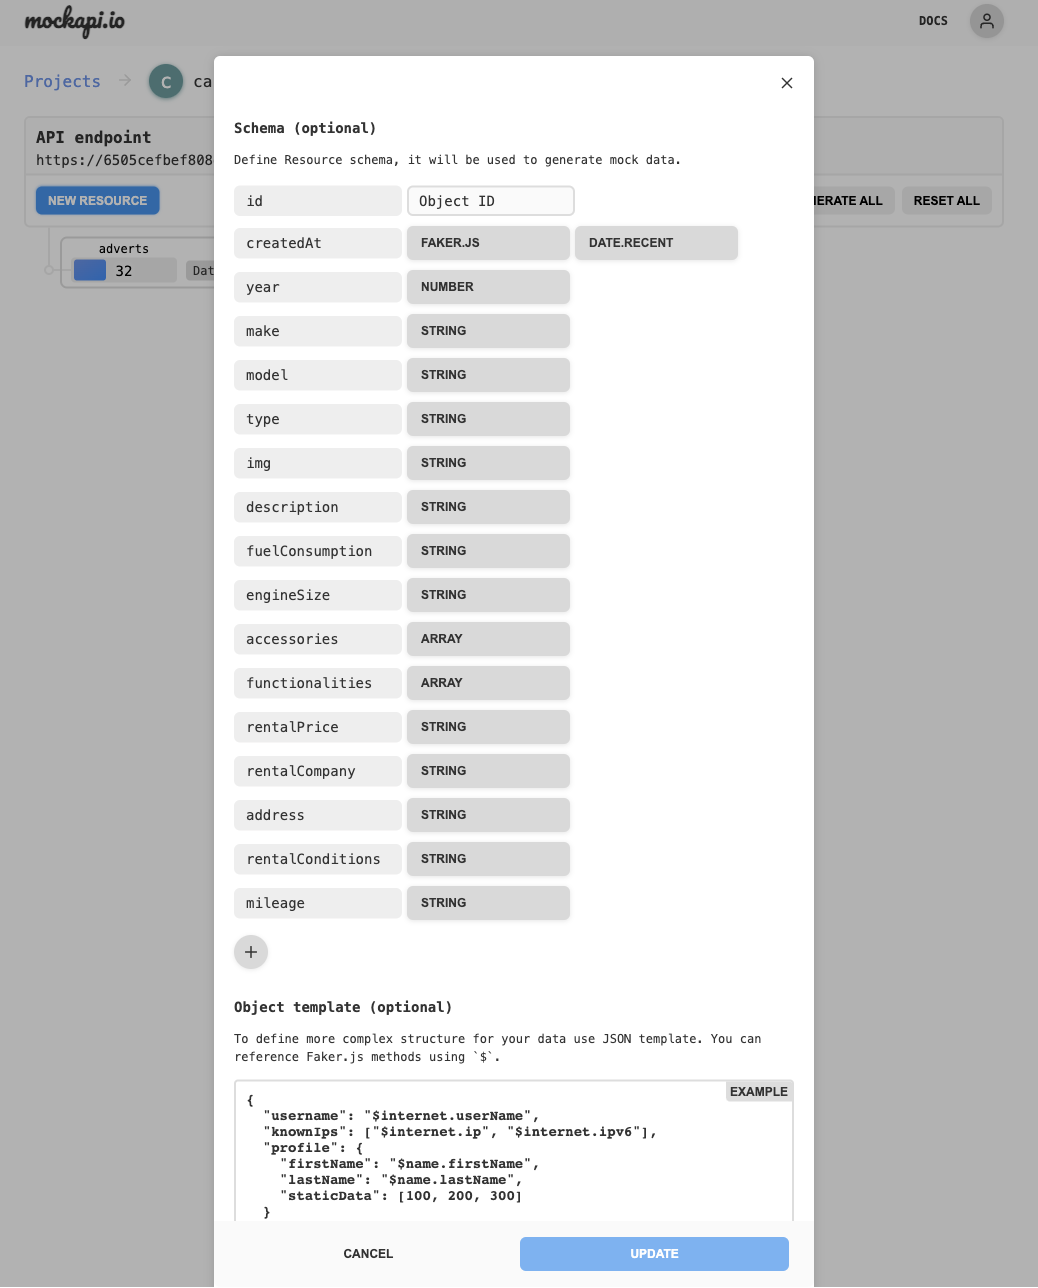 mockapi.io
DOCS
Projects
C
ca
API endpoint
https://6505cefbef808
NEW RESOURCE
ERATE ALL
RESET ALL
adverts
32
Dat
Schema (optional)
Define Resource schema, it will be used to generate mock data.
id Object ID
createdAt FAKER.JS DATE.RECENT
year NUMBER
make STRING
model STRING
type STRING
img STRING
description STRING
fuelConsumption STRING
engineSize STRING
accessories ARRAY
functionalities ARRAY
rentalPrice STRING
rentalCompany STRING
address STRING
rentalConditions STRING
mileage STRING
Object template (optional)
To define more complex structure for your data use JSON template. You can
reference Faker.js methods using `$`.
EXAMPLE
{
"username": "$internet.userName",
"knownIps": ["$internet.ip", "$internet.ipv6"],
"profile": {
"firstName": "$name.firstName",
"lastName": "$name.lastName",
"staticData": [100, 200, 300]
}
CANCEL
UPDATE